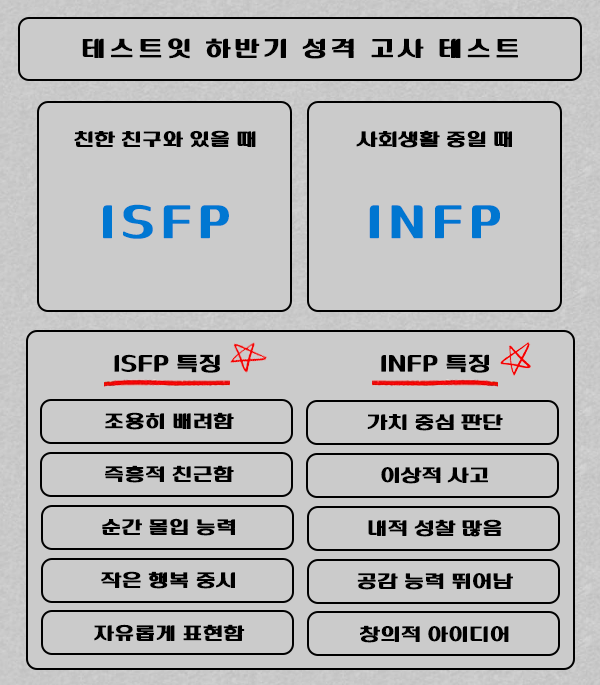 테스트잇 하반기 성격 고사 테스트
친한 친구와 있을 때
ISFP
사회생활 중일 때
INFP
ISFP 특징
조용히 배려함
즉흥적 친근함
순간 몰입 능력
작은 행복 중시
자유롭게 표현함
INFP 특징
가치 중심 판단
이상적 사고
내적 성찰 많음
공감 능력 뛰어남
창의적 아이디어